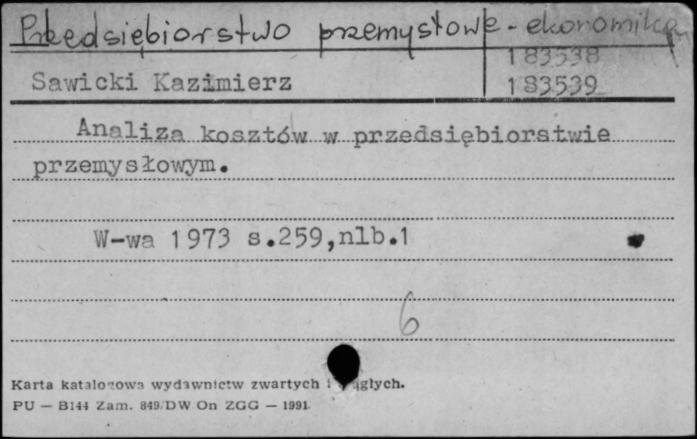 Przedsiębiorstwo przemysłowe - ekonomika
183538
Sawicki Kazimierz
183539
Analiza kosztów w przedsiębiorstwie
przemysłowym.
W-wa 1973 s.259,nlb.1
6
Karta katalogowa wydawnictw zwartych i ciągłych.
PU — B144 Zam. 849/DW On ZGG — 1991.